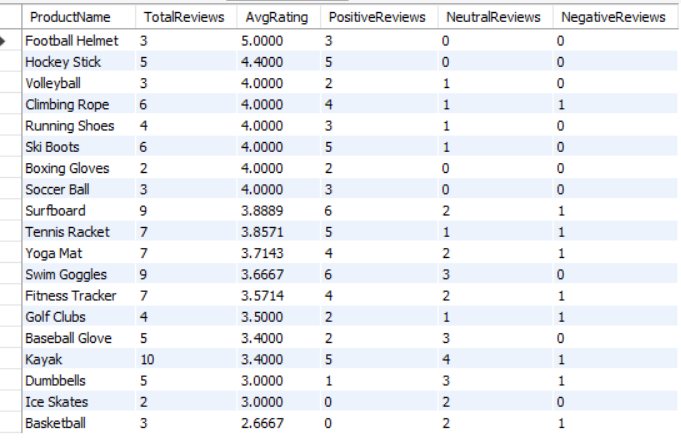 ProductName TotalReviews AvgRating PositiveReviews NeutralReviews NegativeReviews
Football Helmet 3 5.0000 3 0 0
Hockey Stick 5 4.4000 5 0 0
Volleyball 3 4.0000 2 1 0
Climbing Rope 6 4.0000 4 1 1
Running Shoes 4 4.0000 3 1 0
Ski Boots 6 4.0000 5 1 0
Boxing Gloves 2 4.0000 2 0 0
Soccer Ball 3 4.0000 3 0 0
Surfboard 9 3.8889 6 2 1
Tennis Racket 7 3.8571 5 1 1
Yoga Mat 7 3.7143 4 2 1
Swim Goggles 9 3.6667 6 3 0
Fitness Tracker 7 3.5714 4 2 1
Golf Clubs 4 3.5000 2 1 1
Baseball Glove 5 3.4000 2 3 0
Kayak 10 3.4000 5 4 1
Dumbbells 5 3.0000 1 3 1
Ice Skates 2 3.0000 0 2 0
Basketball 3 2.6667 0 2 1